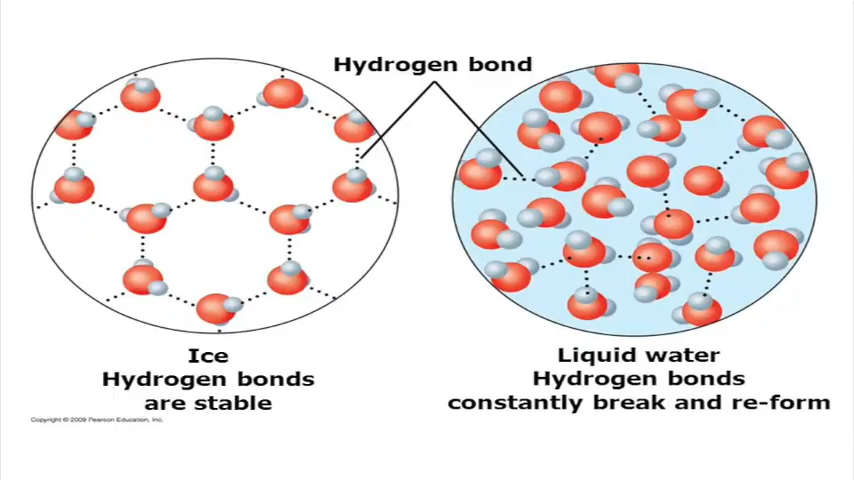 Hydrogen bond
Ice
Hydrogen bonds
are stable
Liquid water
Hydrogen bonds
constantly break and re-form
Copyright © 2009 Pearson Education, Inc.